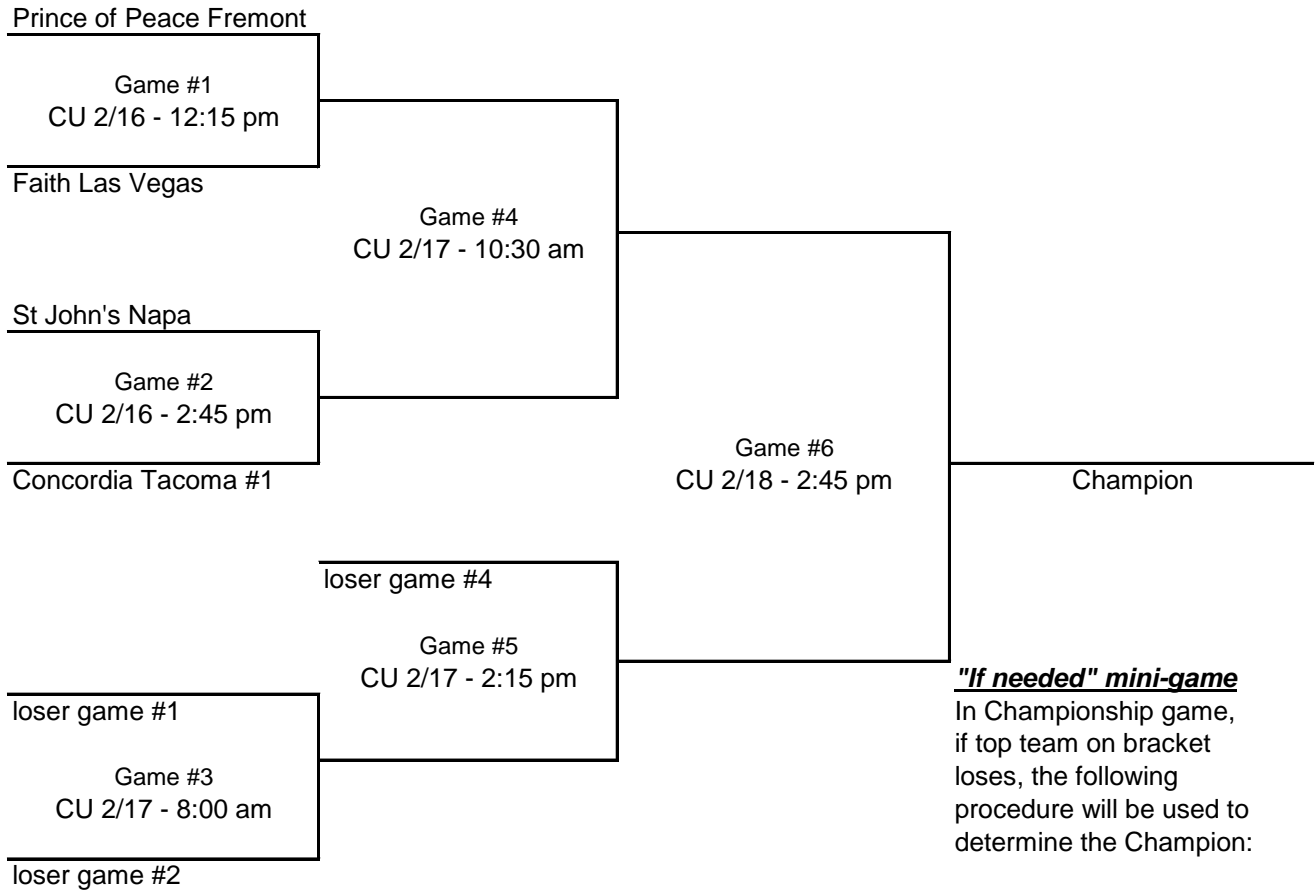 Prince of Peace Fremont
Game #1
CU 2/16 - 12:15 pm
Faith Las Vegas
Game #4
CU 2/17 - 10:30 am
St John's Napa
Game #2
CU 2/16 - 2:45 pm
Concordia Tacoma #1
Game #6
CU 2/18 - 2:45 pm
Champion
loser game #4
Game #5
CU 2/17 - 2:15 pm
loser game #1
Game #3
CU 2/17 - 8:00 am
loser game #2
"If needed" mini-game
In Championship game,
if top team on bracket
loses, the following
procedure will be used to
determine the Champion: